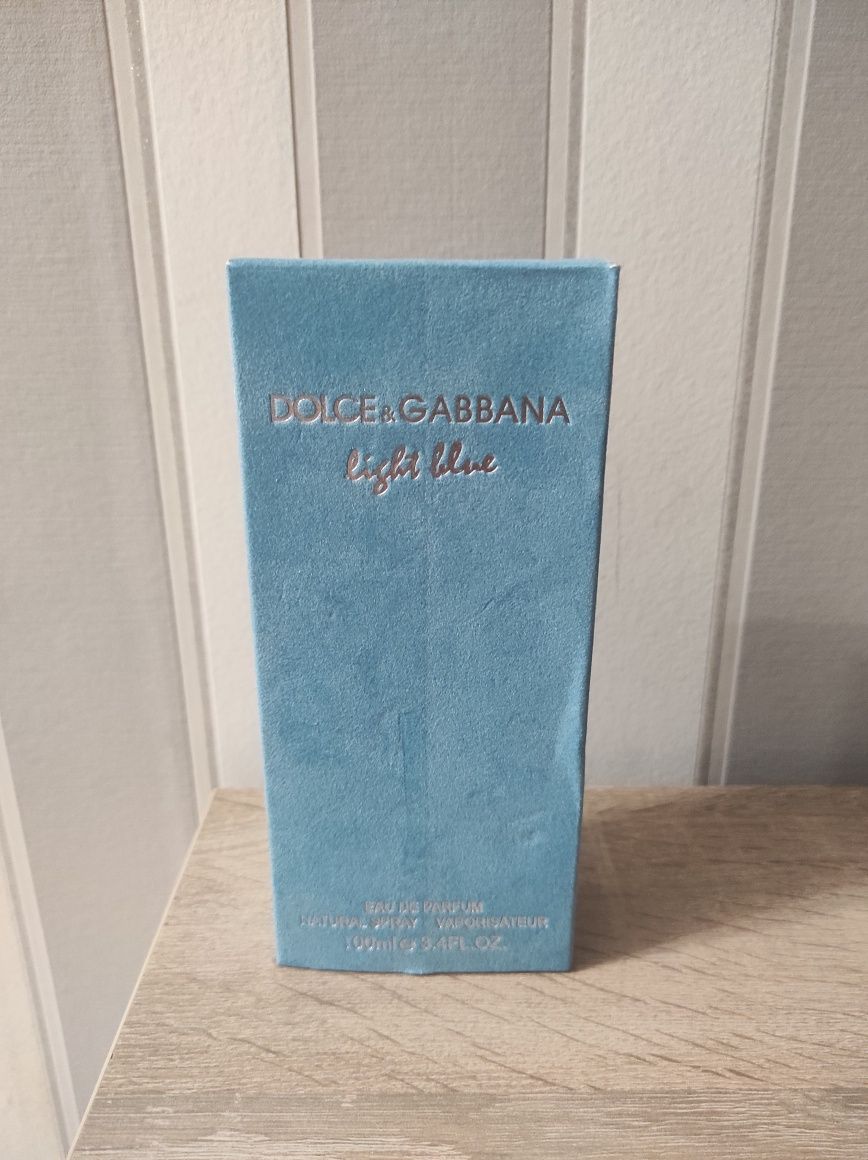 DOLCE&GABBANA
light blue
EAU DE PARFUM
NATURAL SPRAY VAPORISATEUR
100ml e 3.4FL.OZ.